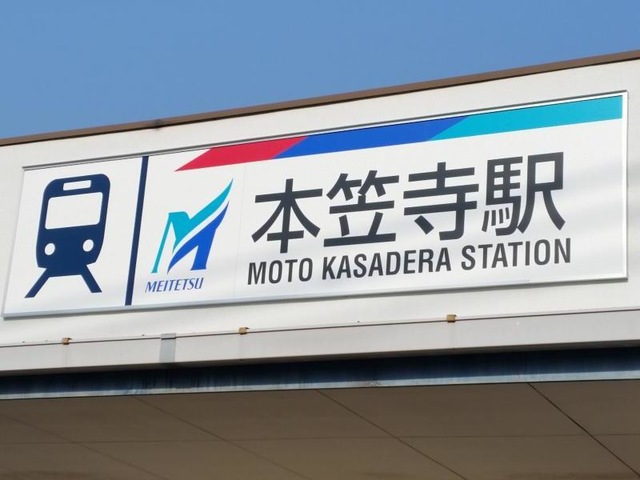 本笠寺駅
MOTO KASADERA STATION
MEITETSU